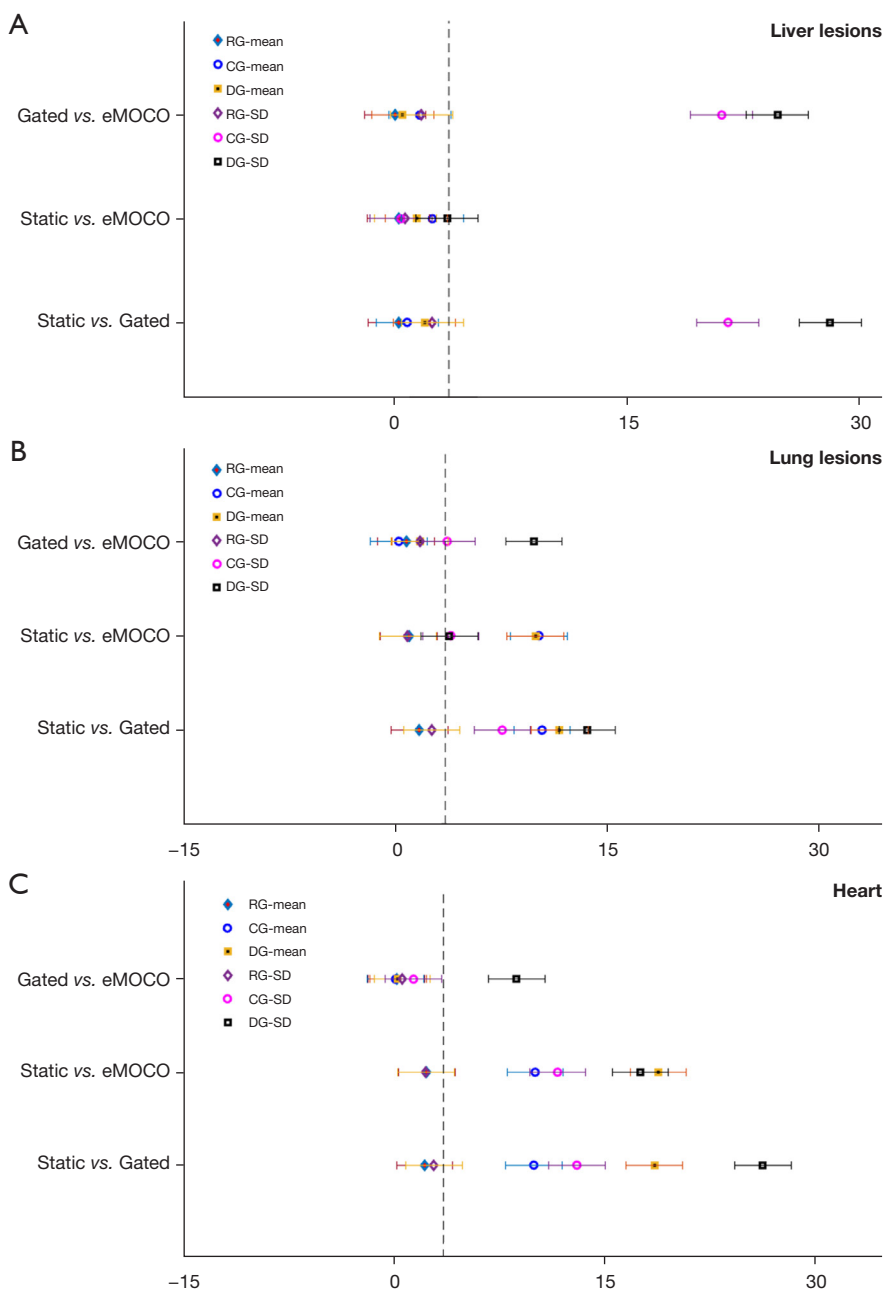 A
Liver lesions
RG-mean
CG-mean
DG-mean
RG-SD
CG-SD
DG-SD
Gated vs. eMOCO
Static vs. eMOCO
Static vs. Gated
0 15 30
B
Lung lesions
RG-mean
CG-mean
DG-mean
RG-SD
CG-SD
DG-SD
Gated vs. eMOCO
Static vs. eMOCO
Static vs. Gated
−15 0 15 30
C
Heart
RG-mean
CG-mean
DG-mean
RG-SD
CG-SD
DG-SD
Gated vs. eMOCO
Static vs. eMOCO
Static vs. Gated
−15 0 15 30